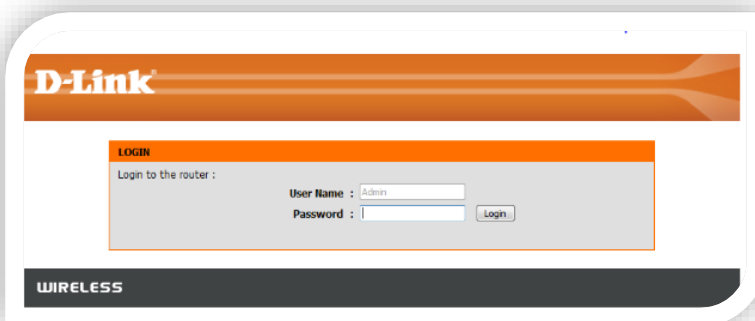 D-Link
LOGIN
Login to the router :
User Name : Admin
Password : Login
WIRELESS